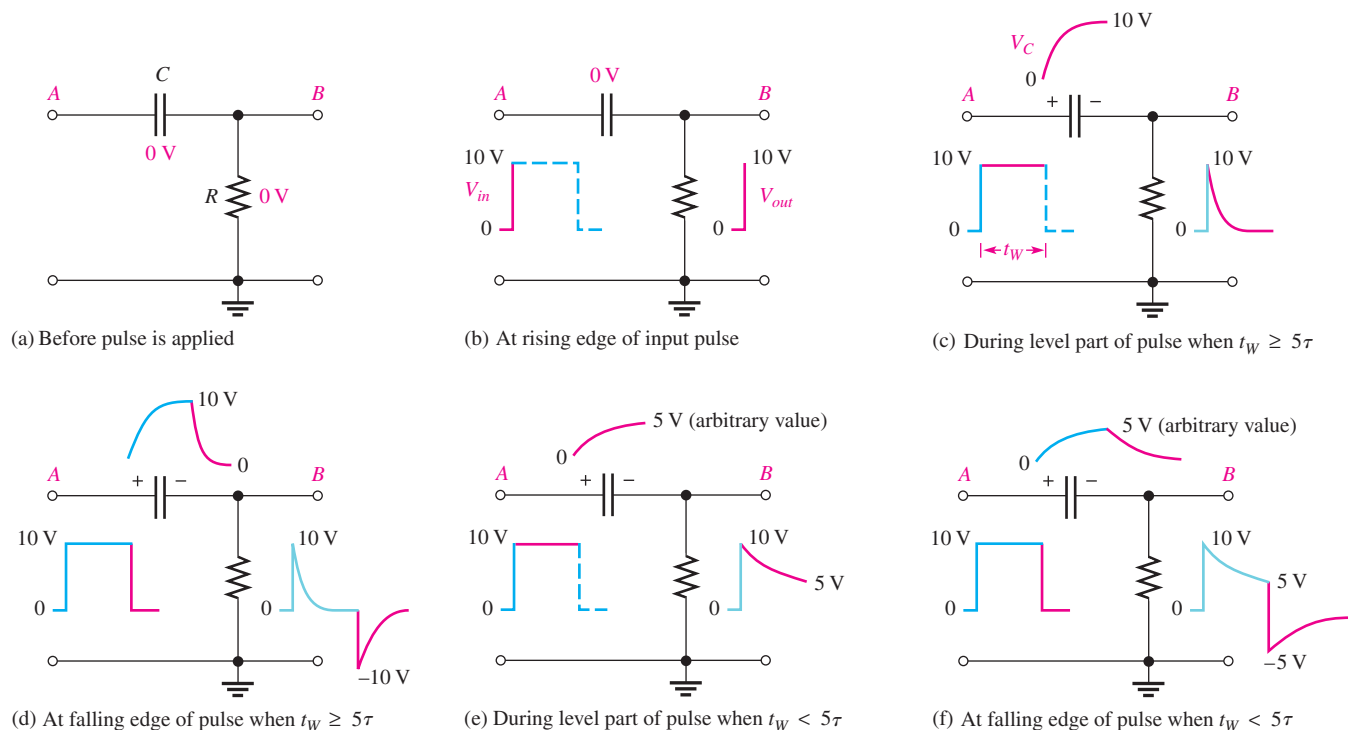 C
A
B
0 V
R
0 V
(a) Before pulse is applied
0 V
A
B
10 V
V_in
0
10 V
V_out
0
(b) At rising edge of input pulse
10 V
V_C
0
A
+
−
B
10 V
0
t_W
10 V
0
(c) During level part of pulse when t_W ≥ 5τ
10 V
0
A
+
−
B
10 V
0
10 V
0
−10 V
(d) At falling edge of pulse when t_W ≥ 5τ
5 V (arbitrary value)
0
A
+
−
B
10 V
0
10 V
5 V
0
(e) During level part of pulse when t_W < 5τ
5 V (arbitrary value)
0
A
+
−
B
10 V
0
10 V
5 V
0
−5 V
(f) At falling edge of pulse when t_W < 5τ